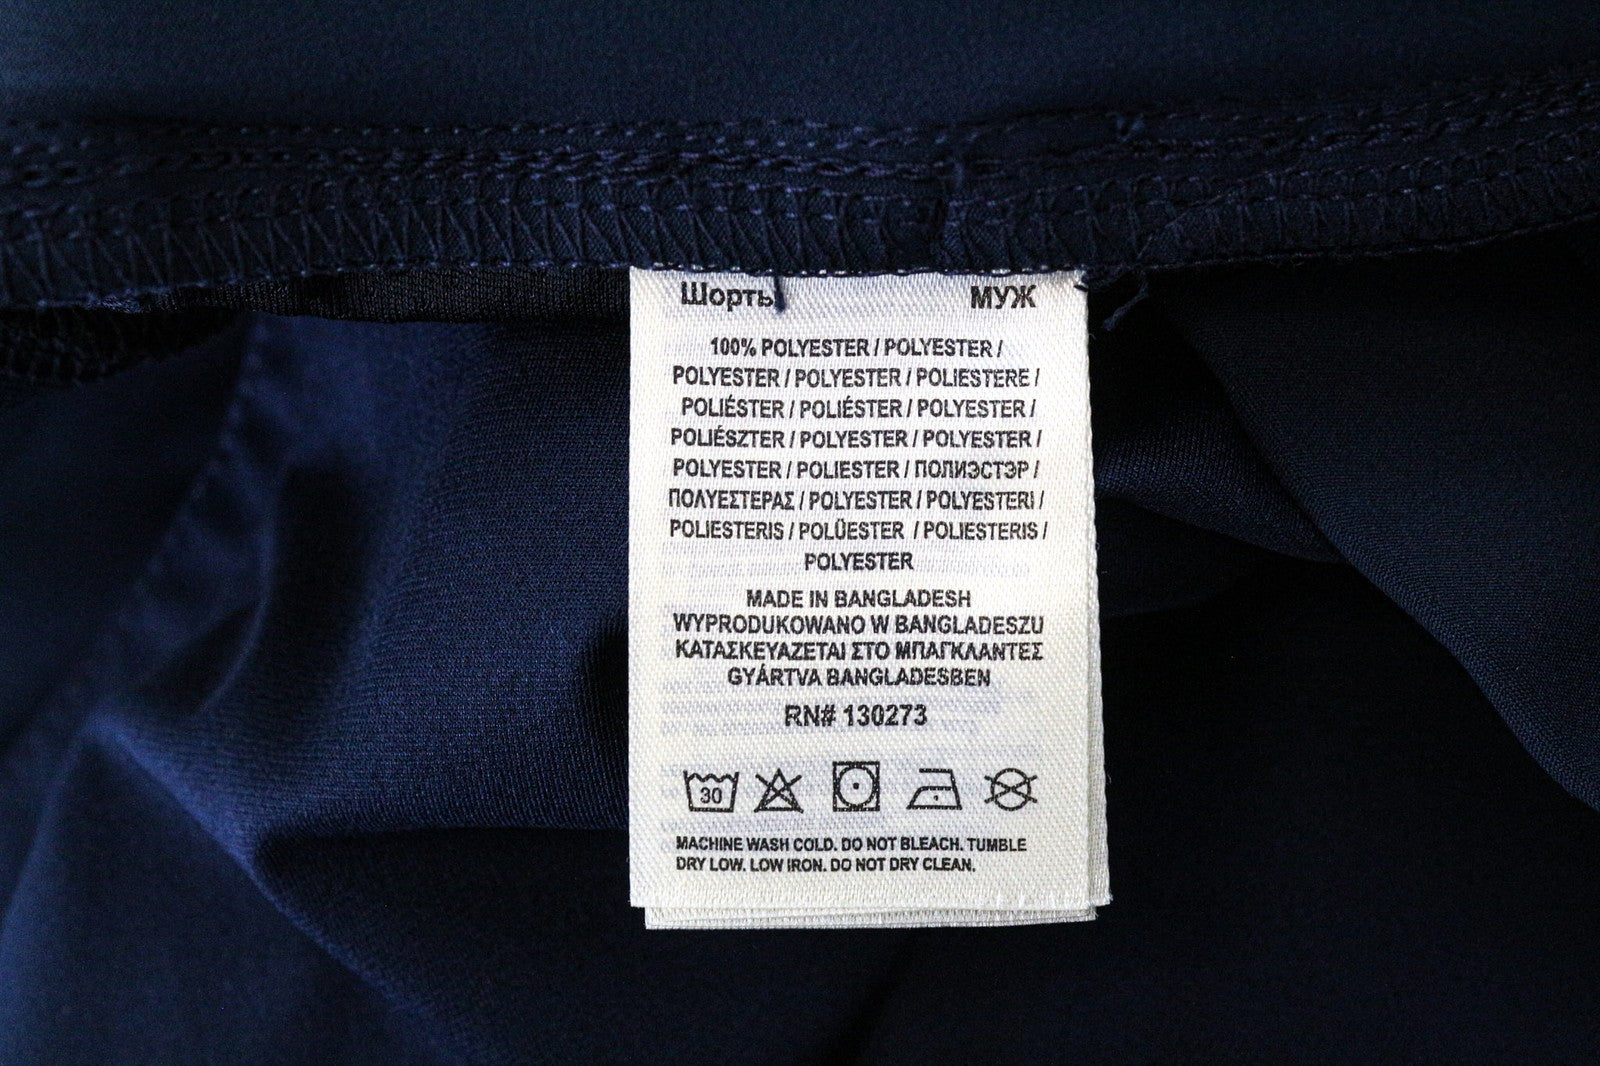 Шорты МУЖ
100% POLYESTER / POLYESTER /
POLYESTER / POLYESTER / POLIESTERE /
POLIÉSTER / POLIÉSTER / POLYESTER /
POLIÉSZTER / POLYESTER / POLYESTER /
POLYESTER / POLIESTER / ПОЛИЭСТЭР /
ΠΟΛΥΕΣΤΕΡΑΣ / POLYESTER / POLYESTERI /
POLIESTERIS / POLÜESTER / POLIESTERIS /
POLYESTER
MADE IN BANGLADESH
WYPRODUKOWANO W BANGLADESZU
ΚΑΤΑΣΚΕΥΑΖΕΤΑΙ ΣΤΟ ΜΠΑΓΚΛΑΝΤΕΣ
GYÁRTVA BANGLADESBEN
RN# 130273
30
MACHINE WASH COLD. DO NOT BLEACH. TUMBLE
DRY LOW. LOW IRON. DO NOT DRY CLEAN.